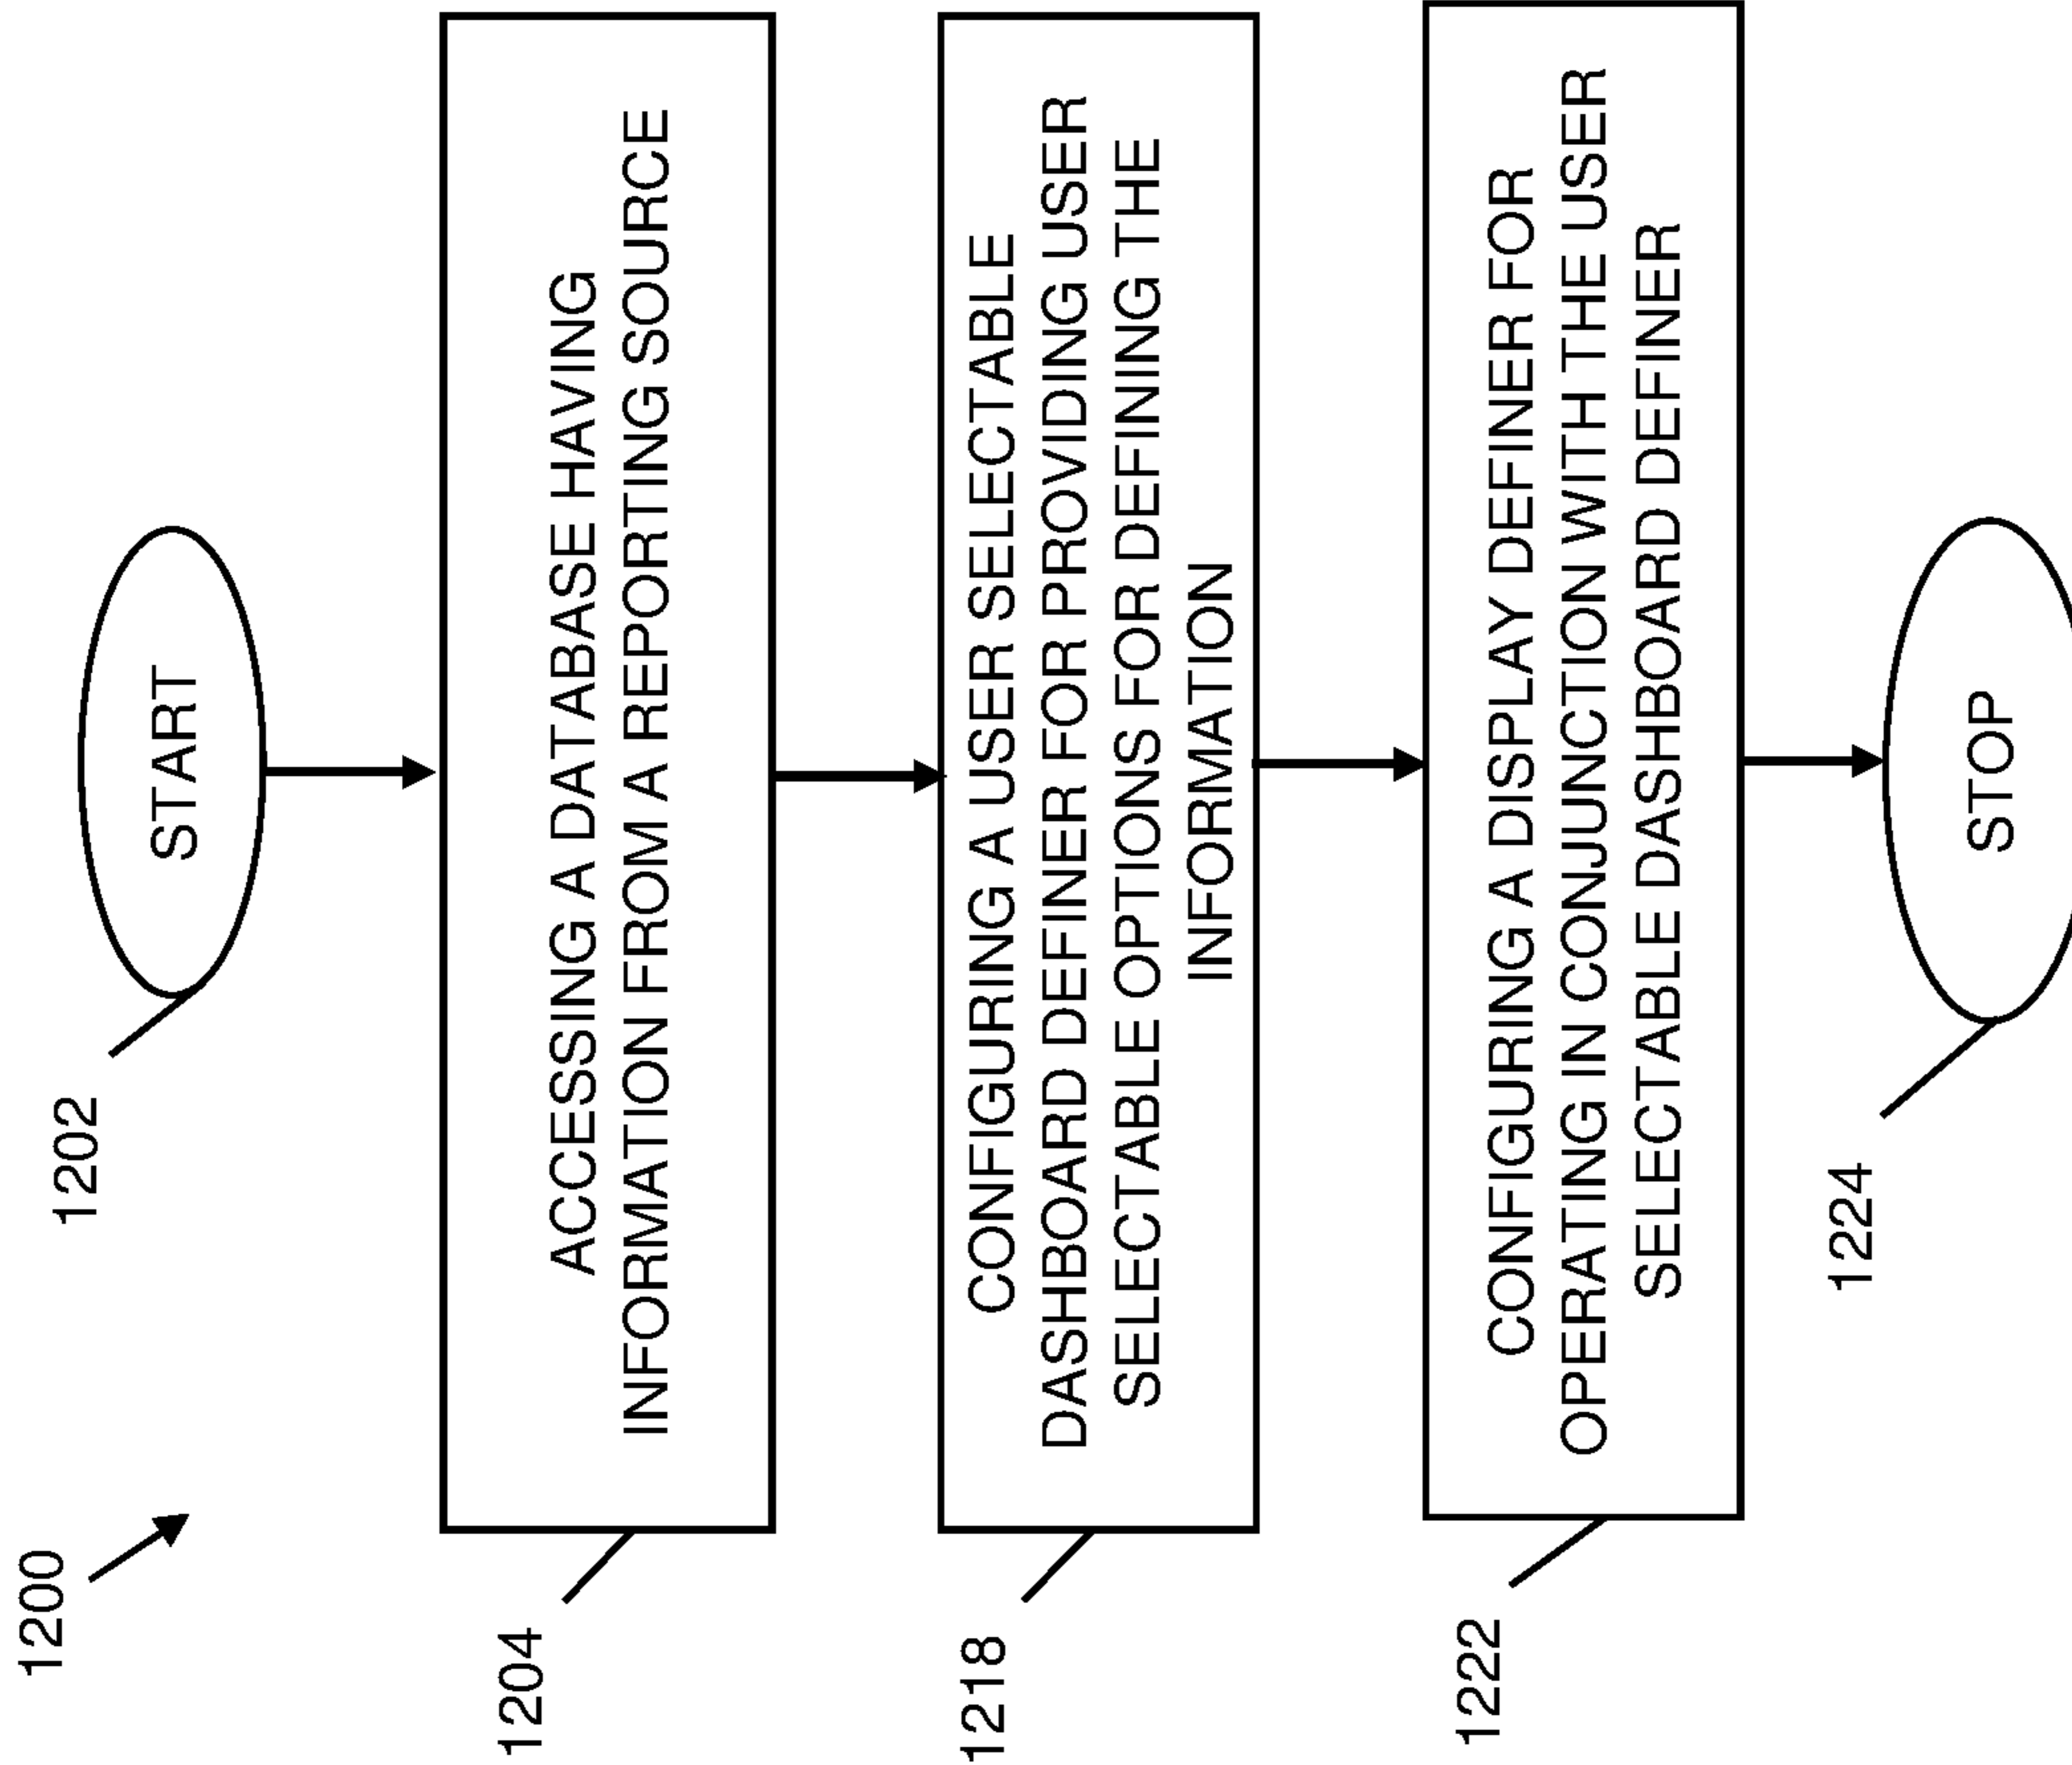 1200
1202
START
1204
ACCESSING A DATABASE HAVING
INFORMATION FROM A REPORTING SOURCE
1218
CONFIGURING A USER SELECTABLE
DASHBOARD DEFINER FOR PROVIDING USER
SELECTABLE OPTIONS FOR DEFINING THE
INFORMATION
1222
CONFIGURING A DISPLAY DEFINER FOR
OPERATING IN CONJUNCTION WITH THE USER
SELECTABLE DASHBOARD DEFINER
1224
STOP